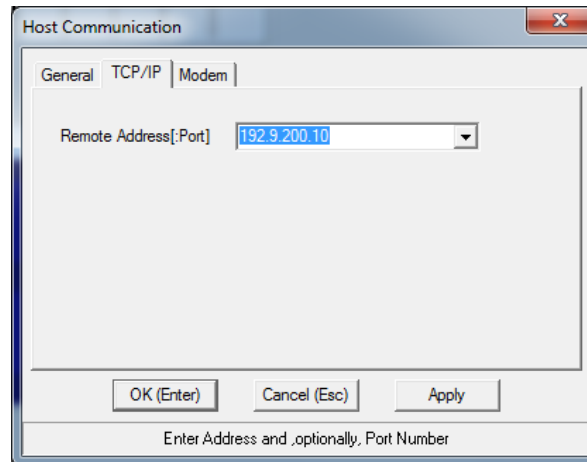 Host Communication
General TCP/IP Modem
Remote Address[:Port] 192.9.200.10
OK (Enter) Cancel (Esc) Apply
Enter Address and ,optionally, Port Number